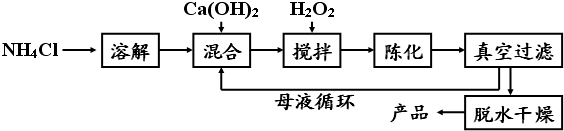 Ca(OH)2 H2O2
NH4Cl 溶解 混合 搅拌 陈化 真空过滤
母液循环 产品 脱水干燥